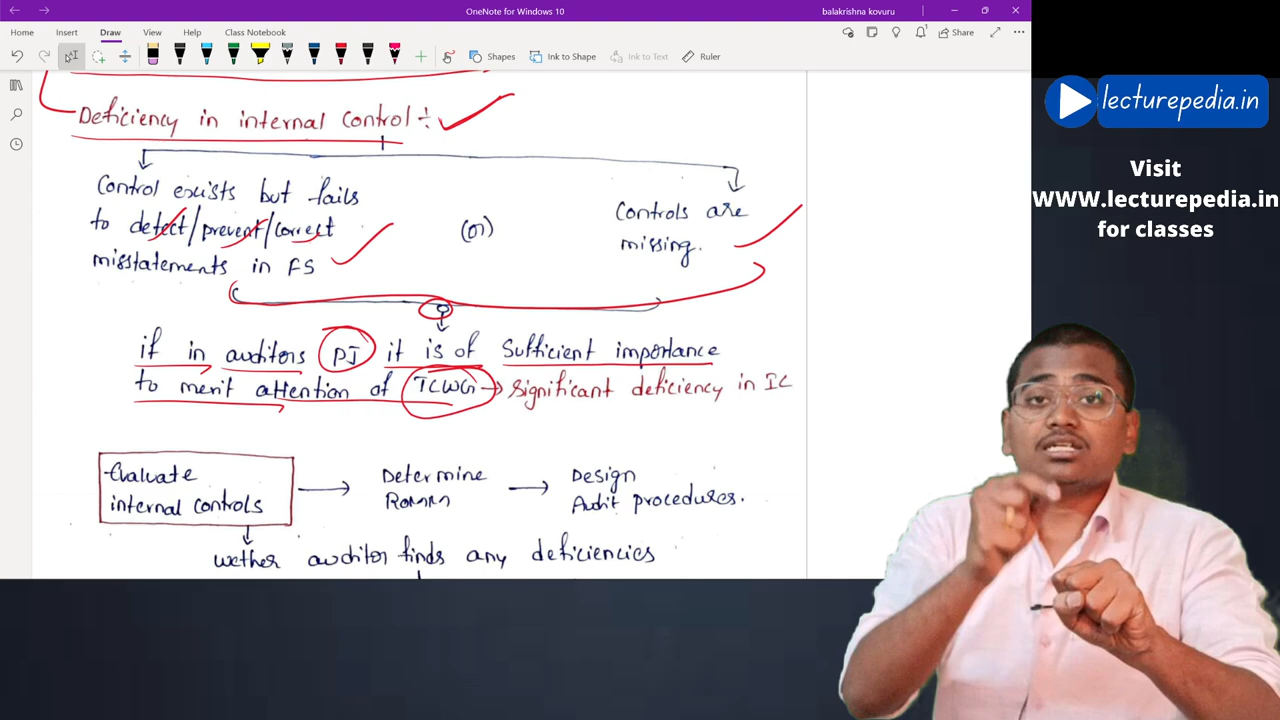 OneNote for Windows 10
balakrishna kovuru
Home Insert Draw View Help Class Notebook
Share
Shapes Ink to Shape Ink to Text Ruler
lecturepedia.in
Visit
WWW.lecturepedia.in
for classes
Deficiency in internal Control ÷
Control exists but fails
to detect/prevent/correct
misstatements in FS
(or)
Controls are
missing.
if in auditors PJ it is of Sufficient importance
to merit attention of TCWG → Significant deficiency in IC
Evaluate
internal controls
Determine
ROMM
Design
Audit procedures.
wether auditor finds any deficiencies